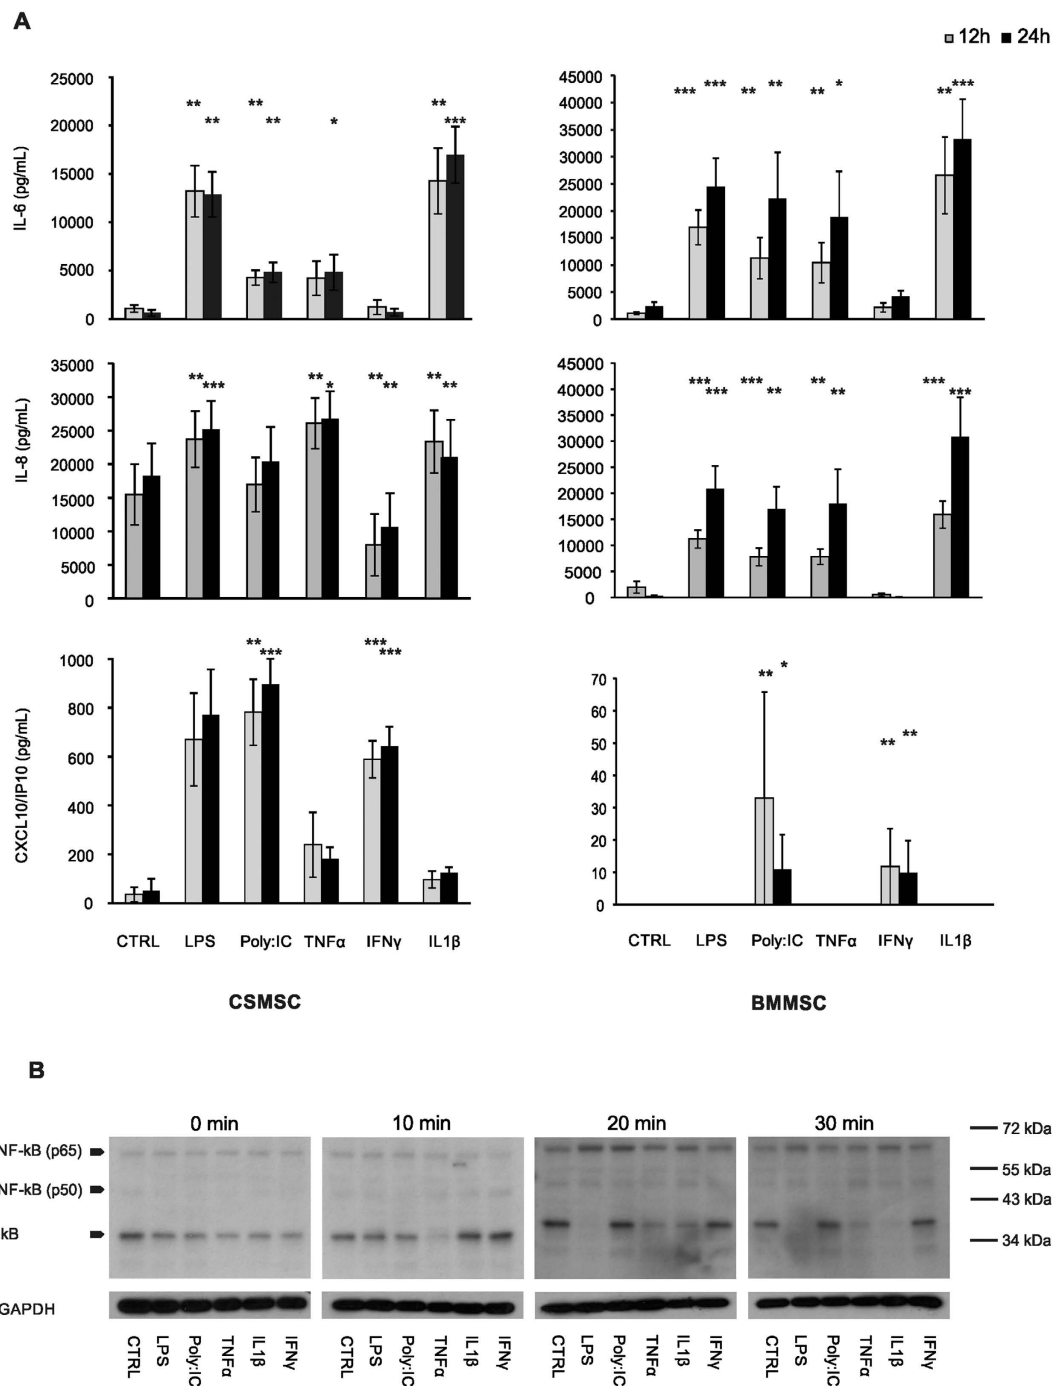 A
12h 24h
IL-6 (pg/mL)
25000
20000
15000
10000
5000
0
** ** ** ** * ** ***
45000
40000
35000
30000
25000
20000
15000
10000
5000
0
*** *** ** ** ** * ** ***
IL-8 (pg/mL)
35000
30000
25000
20000
15000
10000
5000
0
** *** ** * ** ** ** **
45000
40000
35000
30000
25000
20000
15000
10000
5000
0
*** *** *** ** ** ** *** ***
CXCL10/IP10 (pg/mL)
1000
800
600
400
200
0
** *** *** ***
70
60
50
40
30
20
10
0
** * ** **
CTRL LPS Poly:IC TNFα IFNγ IL1β
CTRL LPS Poly:IC TNFα IFNγ IL1β
CSMSC
BMMSC
B
0 min 10 min 20 min 30 min
NF-kB (p65)
NF-kB (p50)
kB
GAPDH
72 kDa
55 kDa
43 kDa
34 kDa
CTRL LPS Poly:IC TNFα IL1β IFNγ
CTRL LPS Poly:IC TNFα IL1β IFNγ
CTRL LPS Poly:IC TNFα IL1β IFNγ
CTRL LPS Poly:IC TNFα IL1β IFNγ